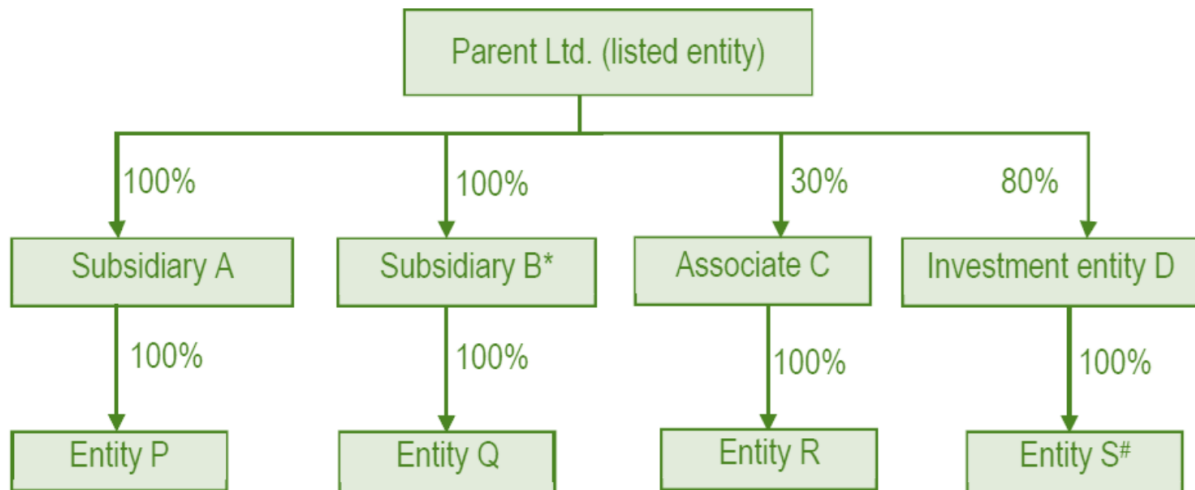 Parent Ltd. (listed entity)
100%
100%
30%
80%
Subsidiary A
Subsidiary B*
Associate C
Investment entity D
100%
100%
100%
100%
Entity P
Entity Q
Entity R
Entity S#